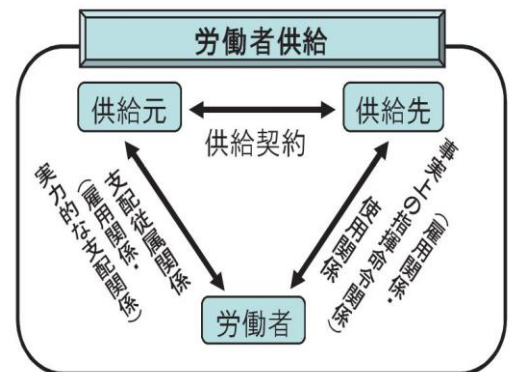 労働者供給
供給元
供給先
供給契約
支配従属関係
(雇用関係・
実力的な支配関係)
使用関係
(雇用関係・
事実上の指揮命令関係)
労働者